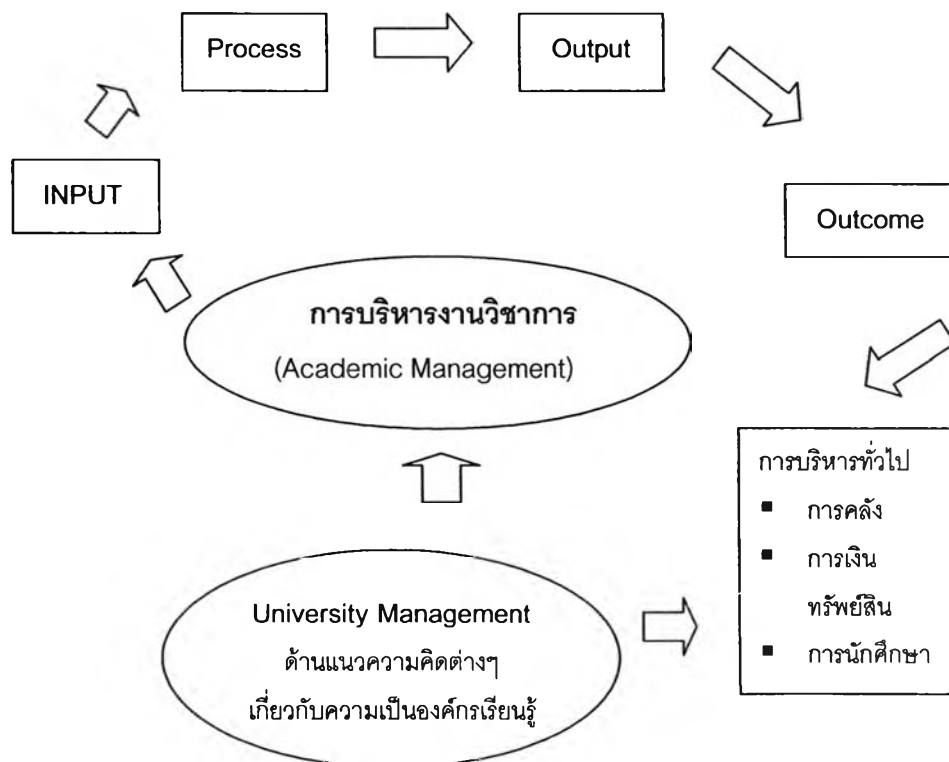 Process
Output
INPUT
Outcome
การบริหารงานวิชาการ
(Academic Management)
การบริหารทั่วไป
▪ การคลัง
▪ การเงิน
ทรัพย์สิน
▪ การนักศึกษา
University Management
ด้านแนวความคิดต่างๆ
เกี่ยวกับความเป็นองค์กรเรียนรู้